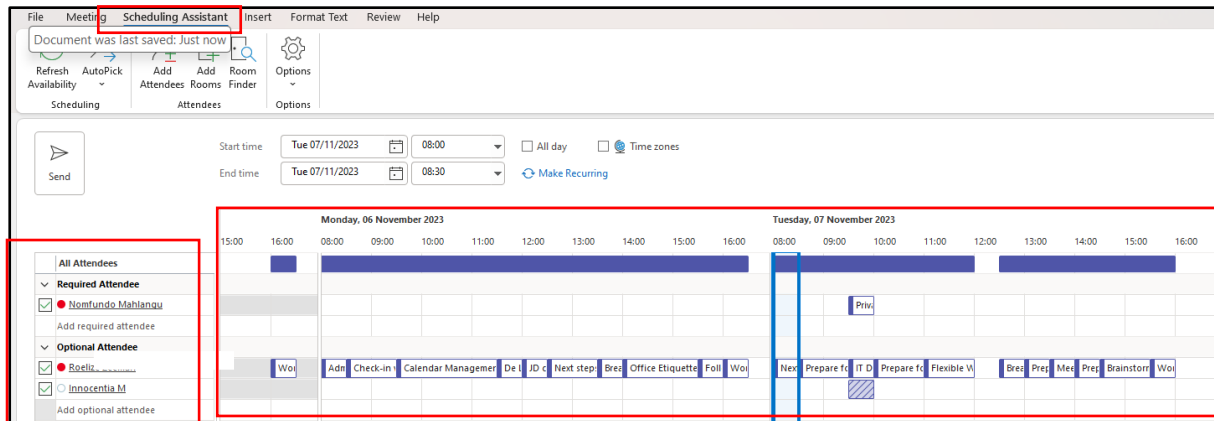 File Meeting Scheduling Assistant Insert Format Text Review Help
Document was last saved: Just now
Refresh Availability AutoPick Add Attendees Add Rooms Room Finder Options
Scheduling Attendees Options
Start time Tue 07/11/2023 08:00 All day Time zones
Send
End time Tue 07/11/2023 08:30 Make Recurring
Monday, 06 November 2023 Tuesday, 07 November 2023
15:00 16:00 08:00 09:00 10:00 11:00 12:00 13:00 14:00 15:00 16:00 08:00 09:00 10:00 11:00 12:00 13:00 14:00 15:00 16:00
All Attendees
Required Attendee
Nomfundo Mahlangu Priv
Add required attendee
Optional Attendee
Roeliz Wor Adm Check-in Calendar Managemer De L JD c Next step: Brea Office Etiquette Foll Wor Next Prepare fo IT D Prepare fo Flexible W Brea Prep Mee Prep Brainstorr Wor
Innocentia M
Add optional attendee